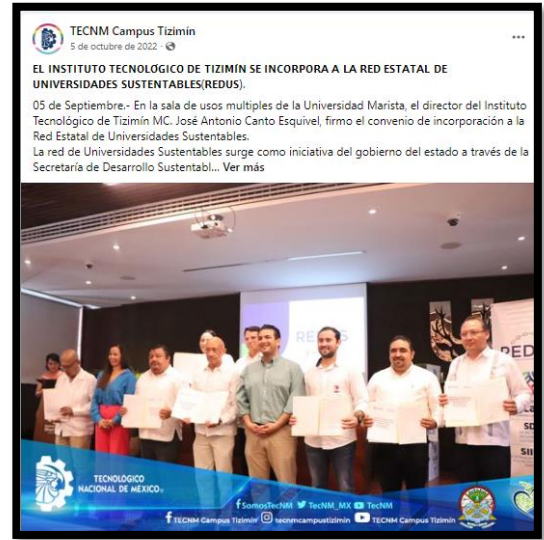 TECNM Campus Tizimín
5 de octubre de 2022 ·
EL INSTITUTO TECNOLÓGICO DE TIZIMÍN SE INCORPORA A LA RED ESTATAL DE
UNIVERSIDADES SUSTENTABLES(REDUS).
05 de Septiembre.- En la sala de usos multiples de la Universidad Marista, el director del Instituto
Tecnológico de Tizimín MC. José Antonio Canto Esquivel, firmo el convenio de incorporación a la
Red Estatal de Universidades Sustentables.
La red de Universidades Sustentables surge como iniciativa del gobierno del estado a través de la
Secretaría de Desarrollo Sustentabl... Ver más
RED
SD
SII
TECNOLÓGICO
NACIONAL DE MÉXICO®
SomosTecNM TecNM_MX TecNM
TECNM Campus Tizimín tecnmcampustizimin TECNM Campus Tizimín